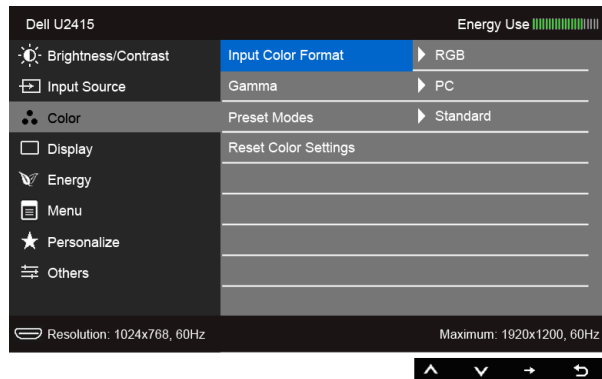 Dell U2415 Energy Use
Brightness/Contrast Input Color Format RGB
Input Source Gamma PC
Color Preset Modes Standard
Display Reset Color Settings
Energy
Menu
Personalize
Others
Resolution: 1024x768, 60Hz Maximum: 1920x1200, 60Hz